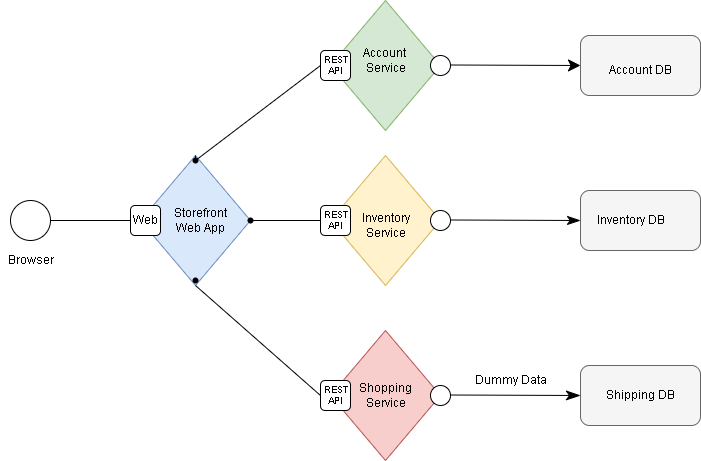 REST
API
Account
Service
Account DB
Browser
Web
Storefront
Web App
REST
API
Inventory
Service
Inventory DB
REST
API
Shopping
Service
Dummy Data
Shipping DB